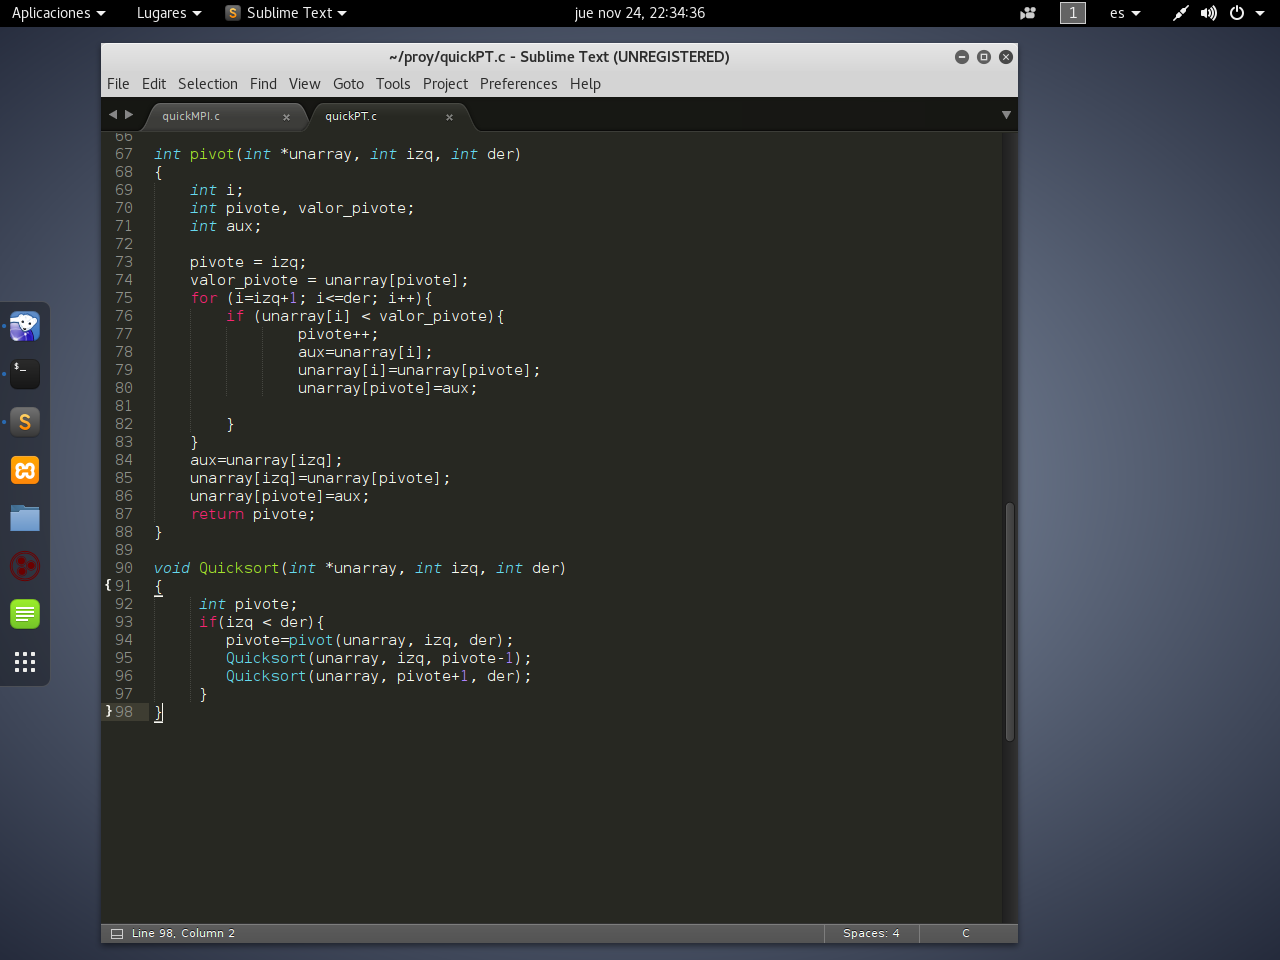 Aplicaciones Lugares Sublime Text jue nov 24, 22:34:36 1 es
~/proy/quickPT.c - Sublime Text (UNREGISTERED)
File Edit Selection Find View Goto Tools Project Preferences Help
quickMPI.c × quickPT.c ×
66
67 int pivot(int *unarray, int izq, int der)
68 {
69     int i;
70     int pivote, valor_pivote;
71     int aux;
72
73     pivote = izq;
74     valor_pivote = unarray[pivote];
75     for (i=izq+1; i<=der; i++){
76         if (unarray[i] < valor_pivote){
77                 pivote++;
78                 aux=unarray[i];
79                 unarray[i]=unarray[pivote];
80                 unarray[pivote]=aux;
81
82         }
83     }
84     aux=unarray[izq];
85     unarray[izq]=unarray[pivote];
86     unarray[pivote]=aux;
87     return pivote;
88 }
89
90 void Quicksort(int *unarray, int izq, int der)
{ 91 {
92      int pivote;
93      if(izq < der){
94         pivote=pivot(unarray, izq, der);
95         Quicksort(unarray, izq, pivote-1);
96         Quicksort(unarray, pivote+1, der);
97      }
} 98 }
$_
S
Line 98, Column 2 Spaces: 4 C